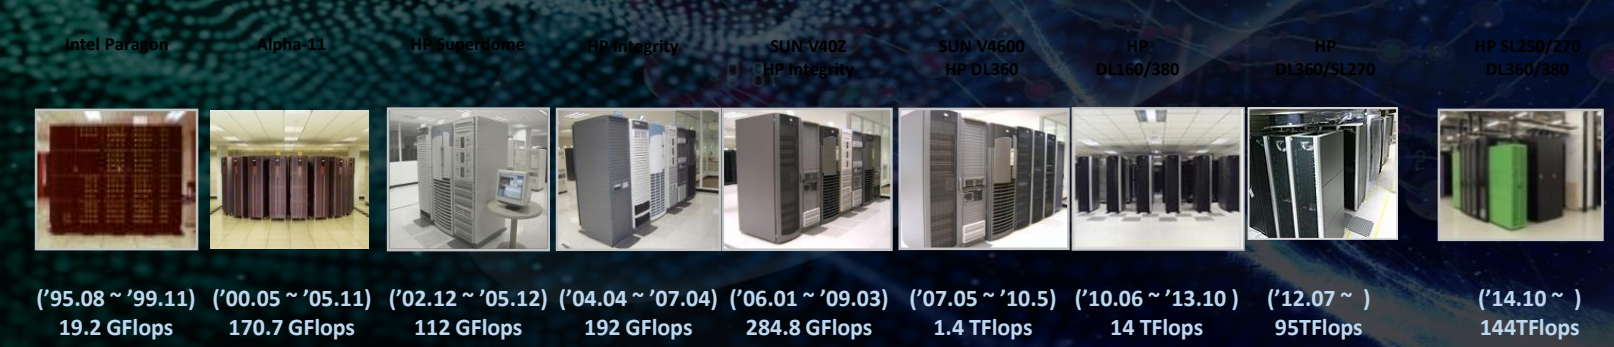 Intel Paragon
Alpha-11
HP Superdome
HP Integrity
SUN V40Z
HP Integrity
SUN V4600
HP DL360
HP
DL160/380
HP
DL360/SL270
HP SL250/270
DL360/380
(’95.08 ~ ’99.11)
19.2 GFlops
(’00.05 ~ ’05.11)
170.7 GFlops
(’02.12 ~ ’05.12)
112 GFlops
(’04.04 ~ ’07.04)
192 GFlops
(’06.01 ~ ’09.03)
284.8 GFlops
(’07.05 ~ ’10.5)
1.4 TFlops
(’10.06 ~ ’13.10 )
14 TFlops
(’12.07 ~  )
95TFlops
(’14.10 ~  )
144TFlops